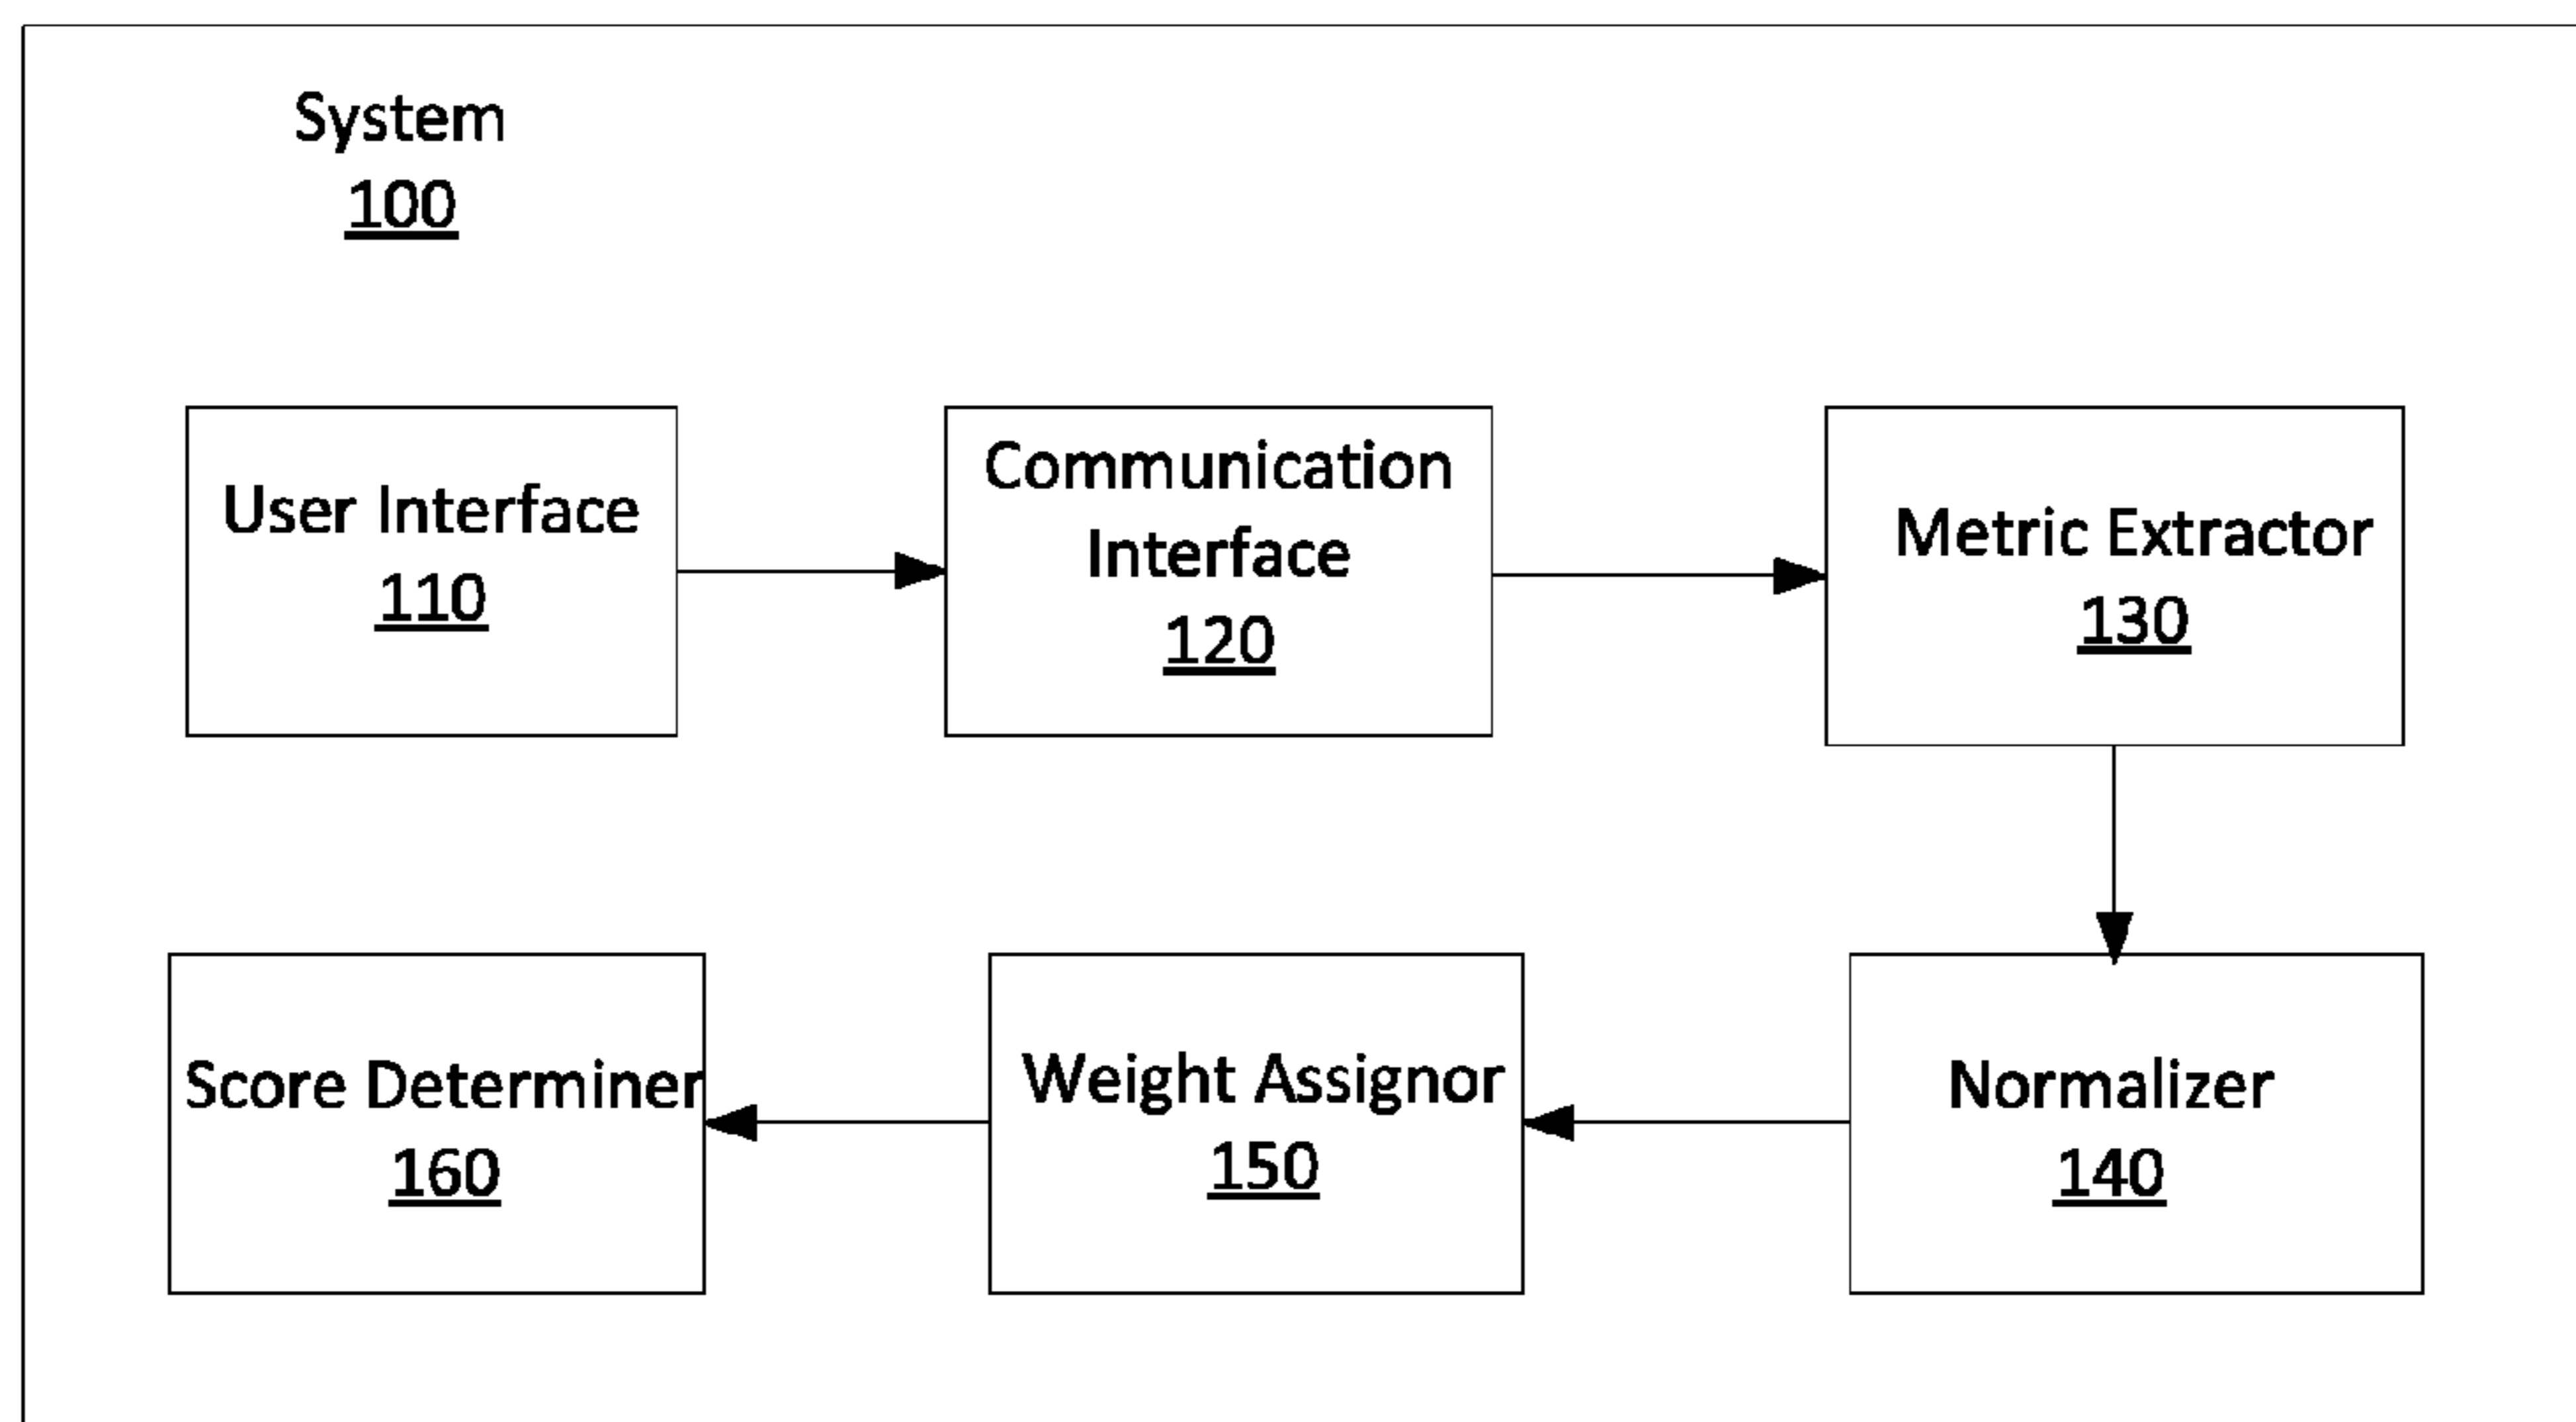 System
100
User Interface
110
Communication
Interface
120
Metric Extractor
130
Score Determiner
160
Weight Assignor
150
Normalizer
140